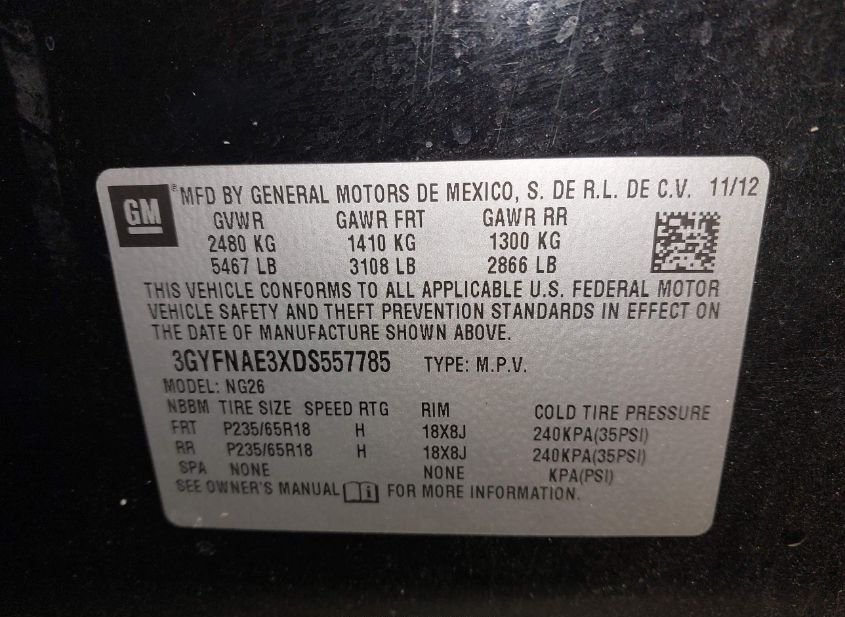 GM ® MFD BY GENERAL MOTORS DE MEXICO, S. DE R.L. DE C.V. 11/12
GVWR GAWR FRT GAWR RR
2480 KG 1410 KG 1300 KG
5467 LB 3108 LB 2866 LB
THIS VEHICLE CONFORMS TO ALL APPLICABLE U.S. FEDERAL MOTOR
VEHICLE SAFETY AND THEFT PREVENTION STANDARDS IN EFFECT ON
THE DATE OF MANUFACTURE SHOWN ABOVE.
3GYFNAE3XDS557785 TYPE: M.P.V.
MODEL: NG26
NBBM TIRE SIZE SPEED RTG RIM COLD TIRE PRESSURE
FRT P235/65R18 H 18X8J 240KPA(35PSI)
RR P235/65R18 H 18X8J 240KPA(35PSI)
SPA NONE NONE KPA(PSI)
SEE OWNER'S MANUAL FOR MORE INFORMATION.